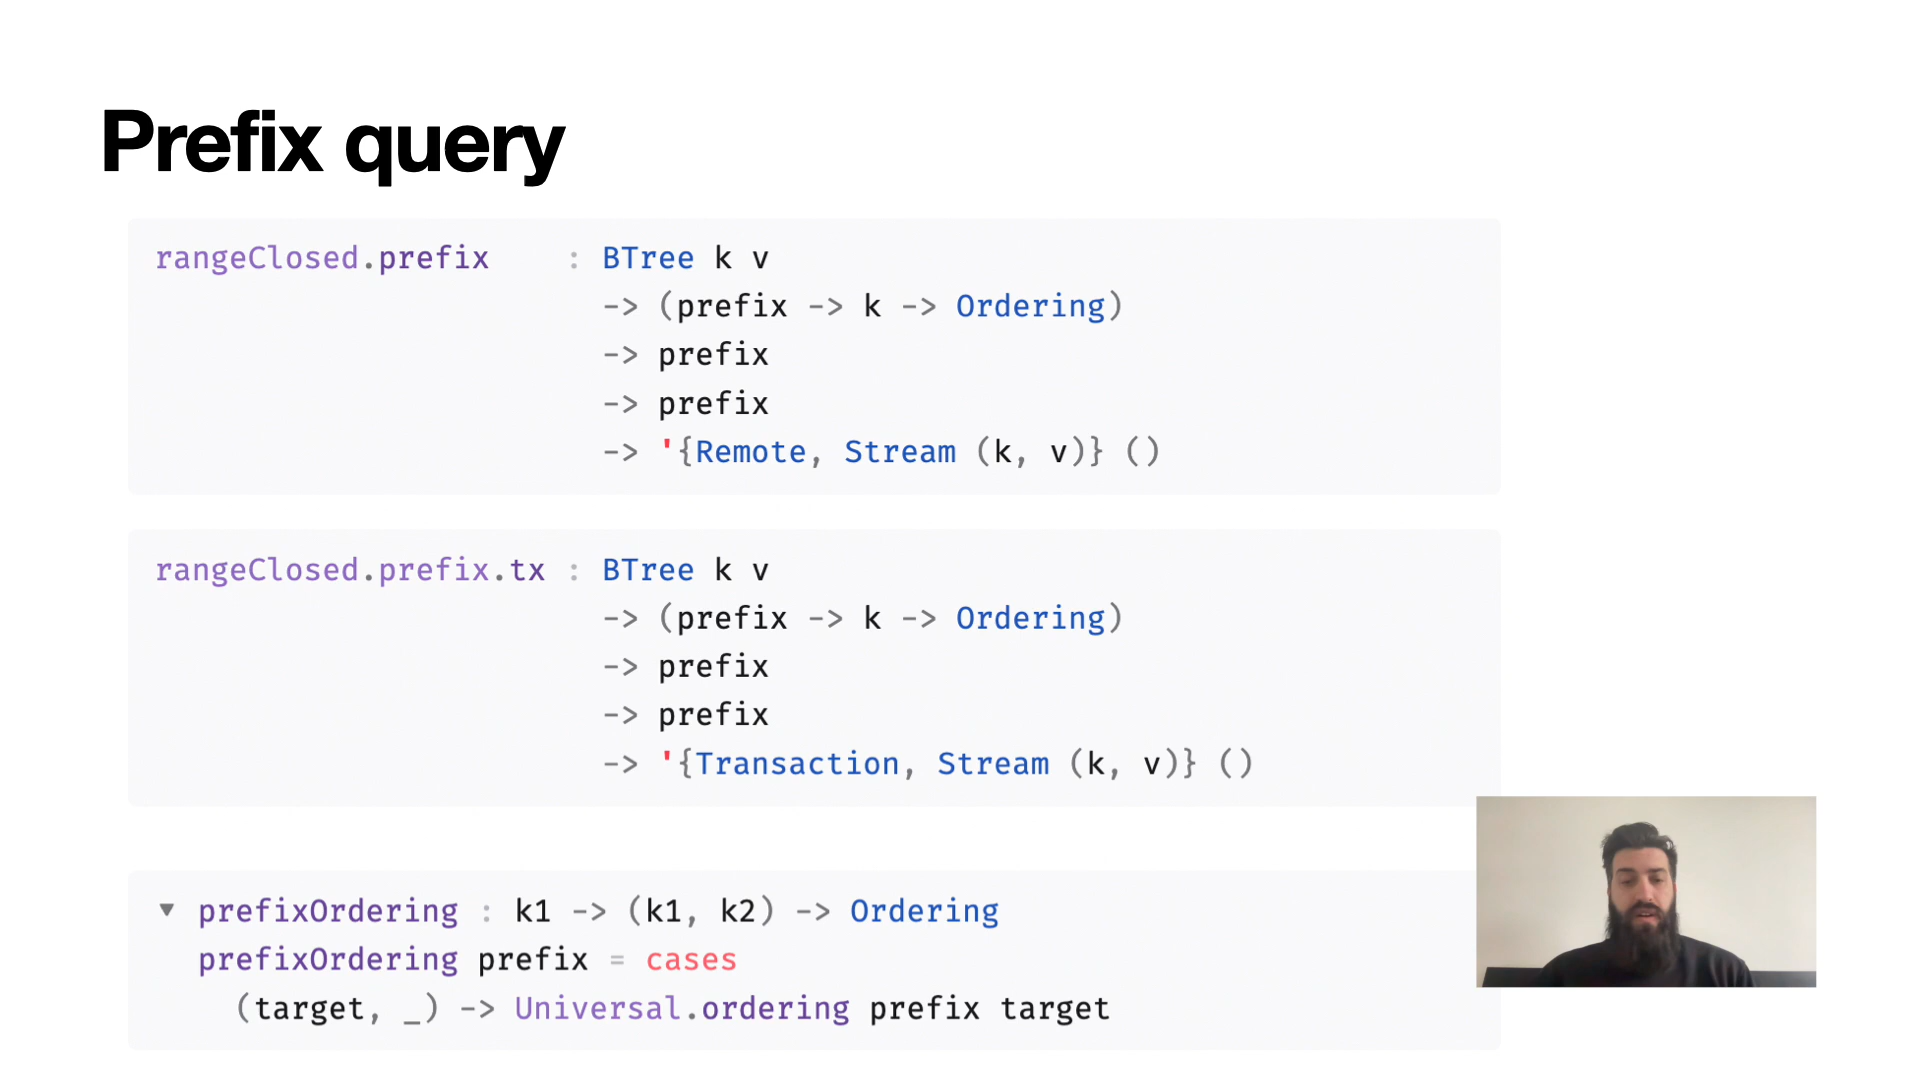 Prefix query
rangeClosed.prefix : BTree k v
-> (prefix -> k -> Ordering)
-> prefix
-> prefix
-> '{Remote, Stream (k, v)} ()
rangeClosed.prefix.tx : BTree k v
-> (prefix -> k -> Ordering)
-> prefix
-> prefix
-> '{Transaction, Stream (k, v)} ()
▼ prefixOrdering : k1 -> (k1, k2) -> Ordering
prefixOrdering prefix = cases
(target, _) -> Universal.ordering prefix target